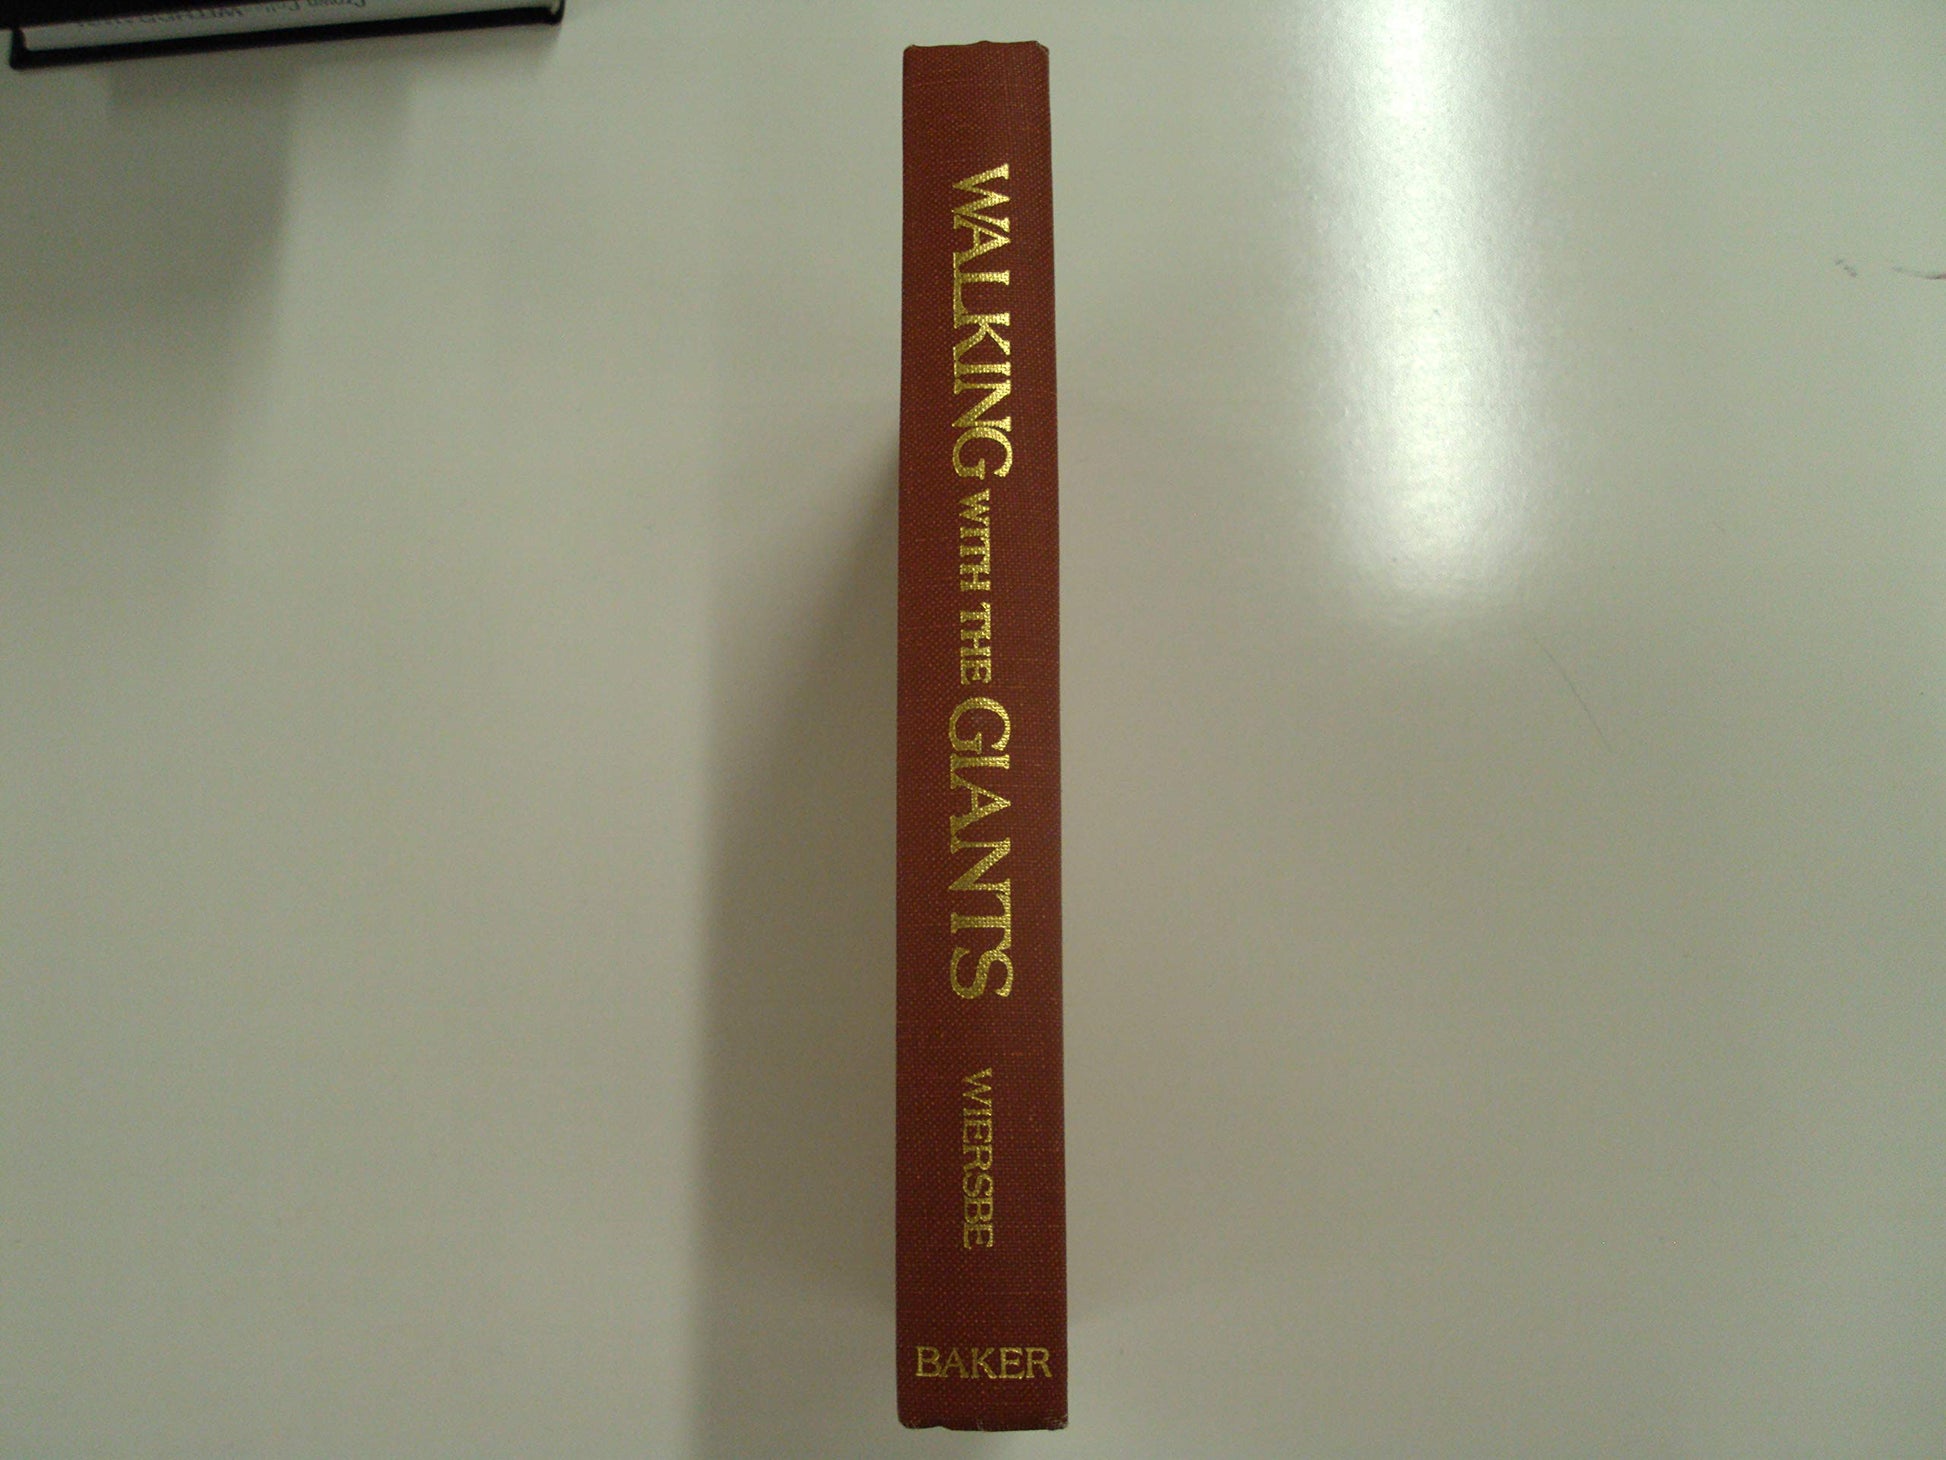 WALKING WITH THE GIANTS
WIERSBE
BAKER